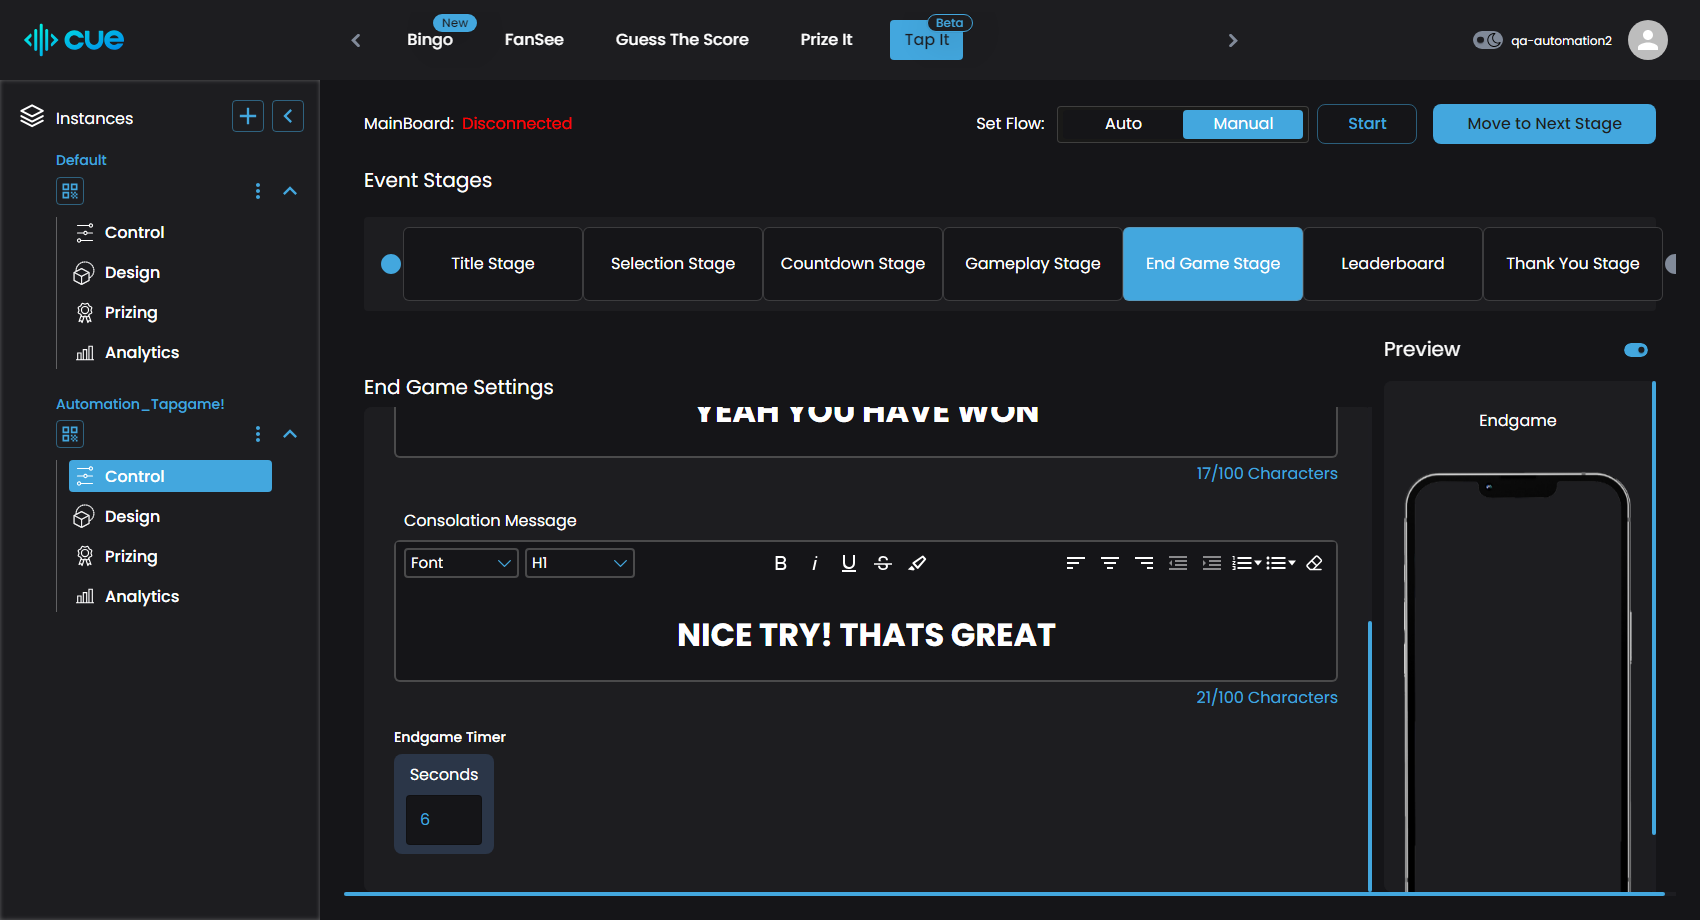 cue
New
Bingo
FanSee
Guess The Score
Prize It
Beta
Tap It
qa-automation2
Instances
Default
Control
Design
Prizing
Analytics
Automation_Tapgame!
Control
Design
Prizing
Analytics
MainBoard: Disconnected
Set Flow:
Auto
Manual
Start
Move to Next Stage
Event Stages
Title Stage
Selection Stage
Countdown Stage
Gameplay Stage
End Game Stage
Leaderboard
Thank You Stage
End Game Settings
YEAH YOU HAVE WON
17/100 Characters
Consolation Message
Font
H1
B
i
U
S
NICE TRY! THATS GREAT
21/100 Characters
Endgame Timer
Seconds
6
Preview
Endgame